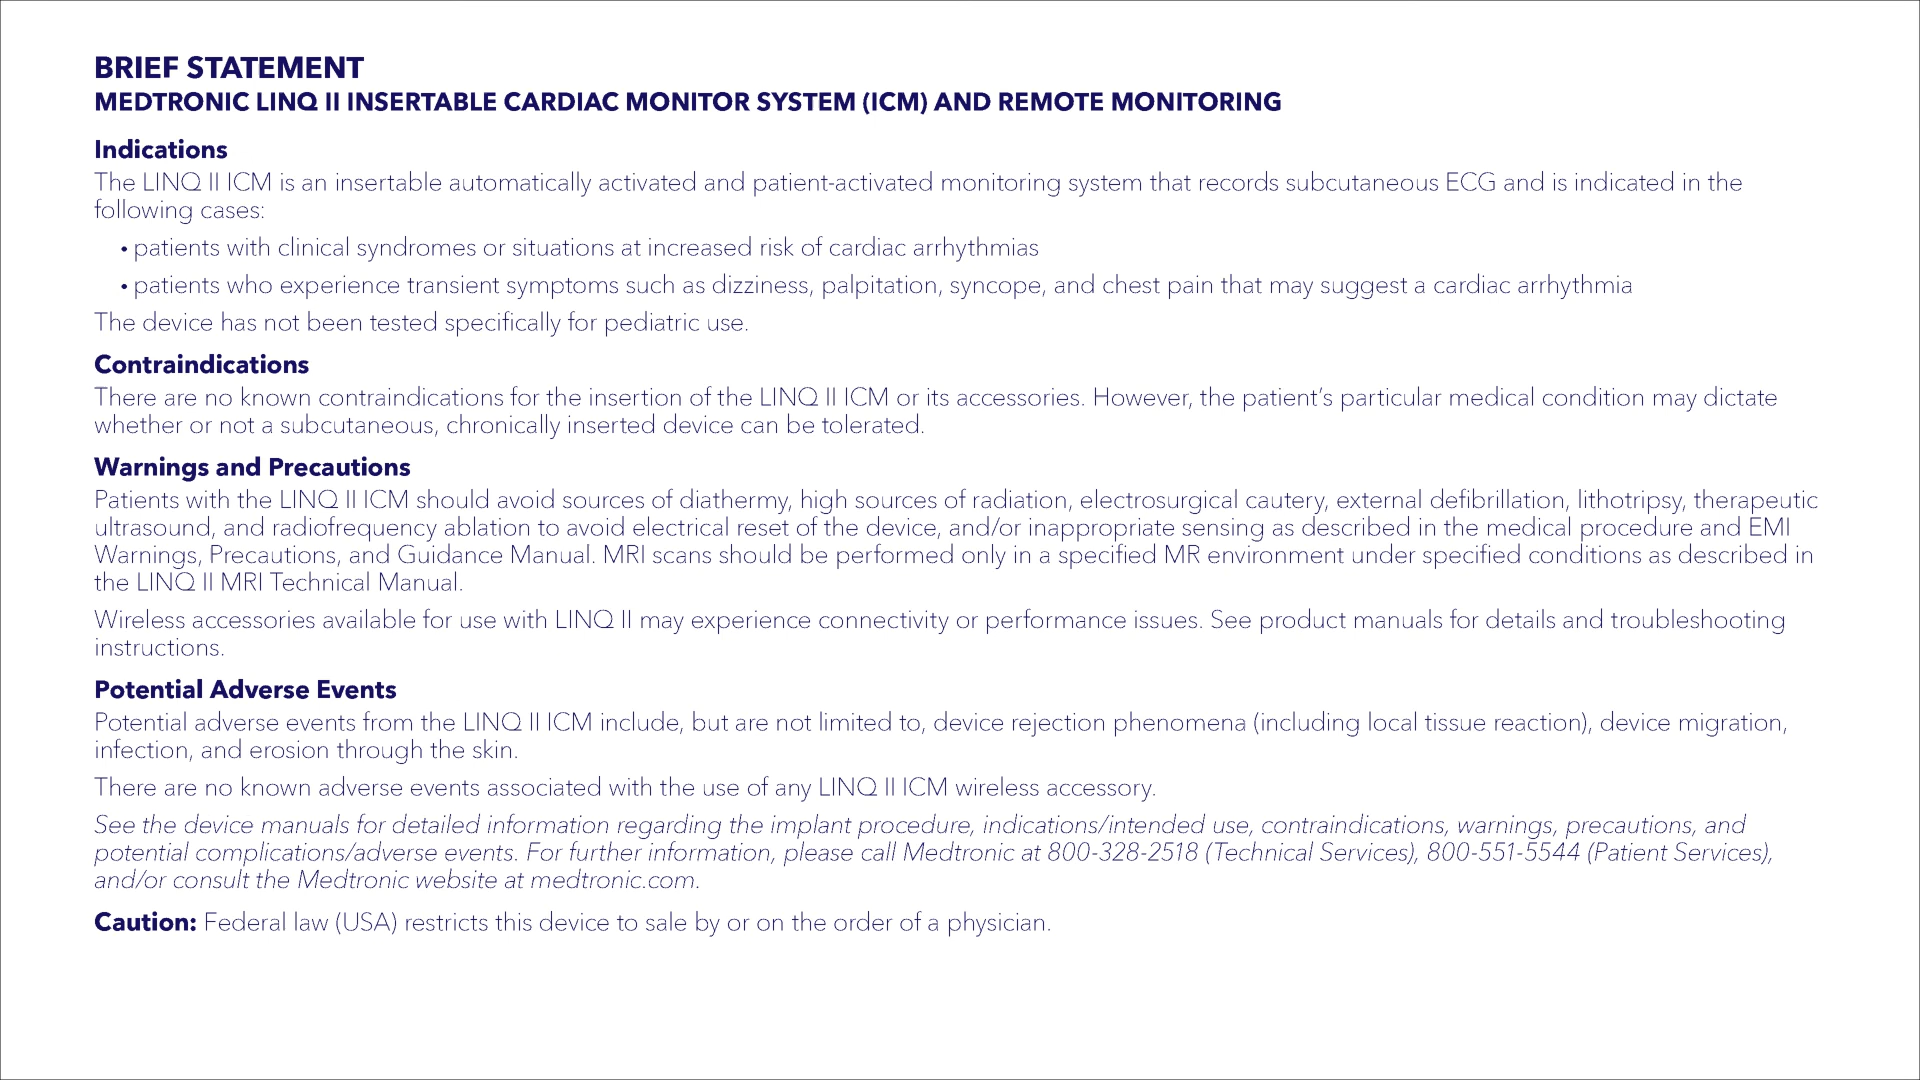 BRIEF STATEMENT
MEDTRONIC LINQ II INSERTABLE CARDIAC MONITOR SYSTEM (ICM) AND REMOTE MONITORING
Indications
The LINQ II ICM is an insertable automatically activated and patient-activated monitoring system that records subcutaneous ECG and is indicated in the
following cases:
• patients with clinical syndromes or situations at increased risk of cardiac arrhythmias
• patients who experience transient symptoms such as dizziness, palpitation, syncope, and chest pain that may suggest a cardiac arrhythmia
The device has not been tested specifically for pediatric use.
Contraindications
There are no known contraindications for the insertion of the LINQ II ICM or its accessories. However, the patient’s particular medical condition may dictate
whether or not a subcutaneous, chronically inserted device can be tolerated.
Warnings and Precautions
Patients with the LINQ II ICM should avoid sources of diathermy, high sources of radiation, electrosurgical cautery, external defibrillation, lithotripsy, therapeutic
ultrasound, and radiofrequency ablation to avoid electrical reset of the device, and/or inappropriate sensing as described in the medical procedure and EMI
Warnings, Precautions, and Guidance Manual. MRI scans should be performed only in a specified MR environment under specified conditions as described in
the LINQ II MRI Technical Manual.
Wireless accessories available for use with LINQ II may experience connectivity or performance issues. See product manuals for details and troubleshooting
instructions.
Potential Adverse Events
Potential adverse events from the LINQ II ICM include, but are not limited to, device rejection phenomena (including local tissue reaction), device migration,
infection, and erosion through the skin.
There are no known adverse events associated with the use of any LINQ II ICM wireless accessory.
See the device manuals for detailed information regarding the implant procedure, indications/intended use, contraindications, warnings, precautions, and
potential complications/adverse events. For further information, please call Medtronic at 800-328-2518 (Technical Services), 800-551-5544 (Patient Services),
and/or consult the Medtronic website at medtronic.com.
Caution: Federal law (USA) restricts this device to sale by or on the order of a physician.